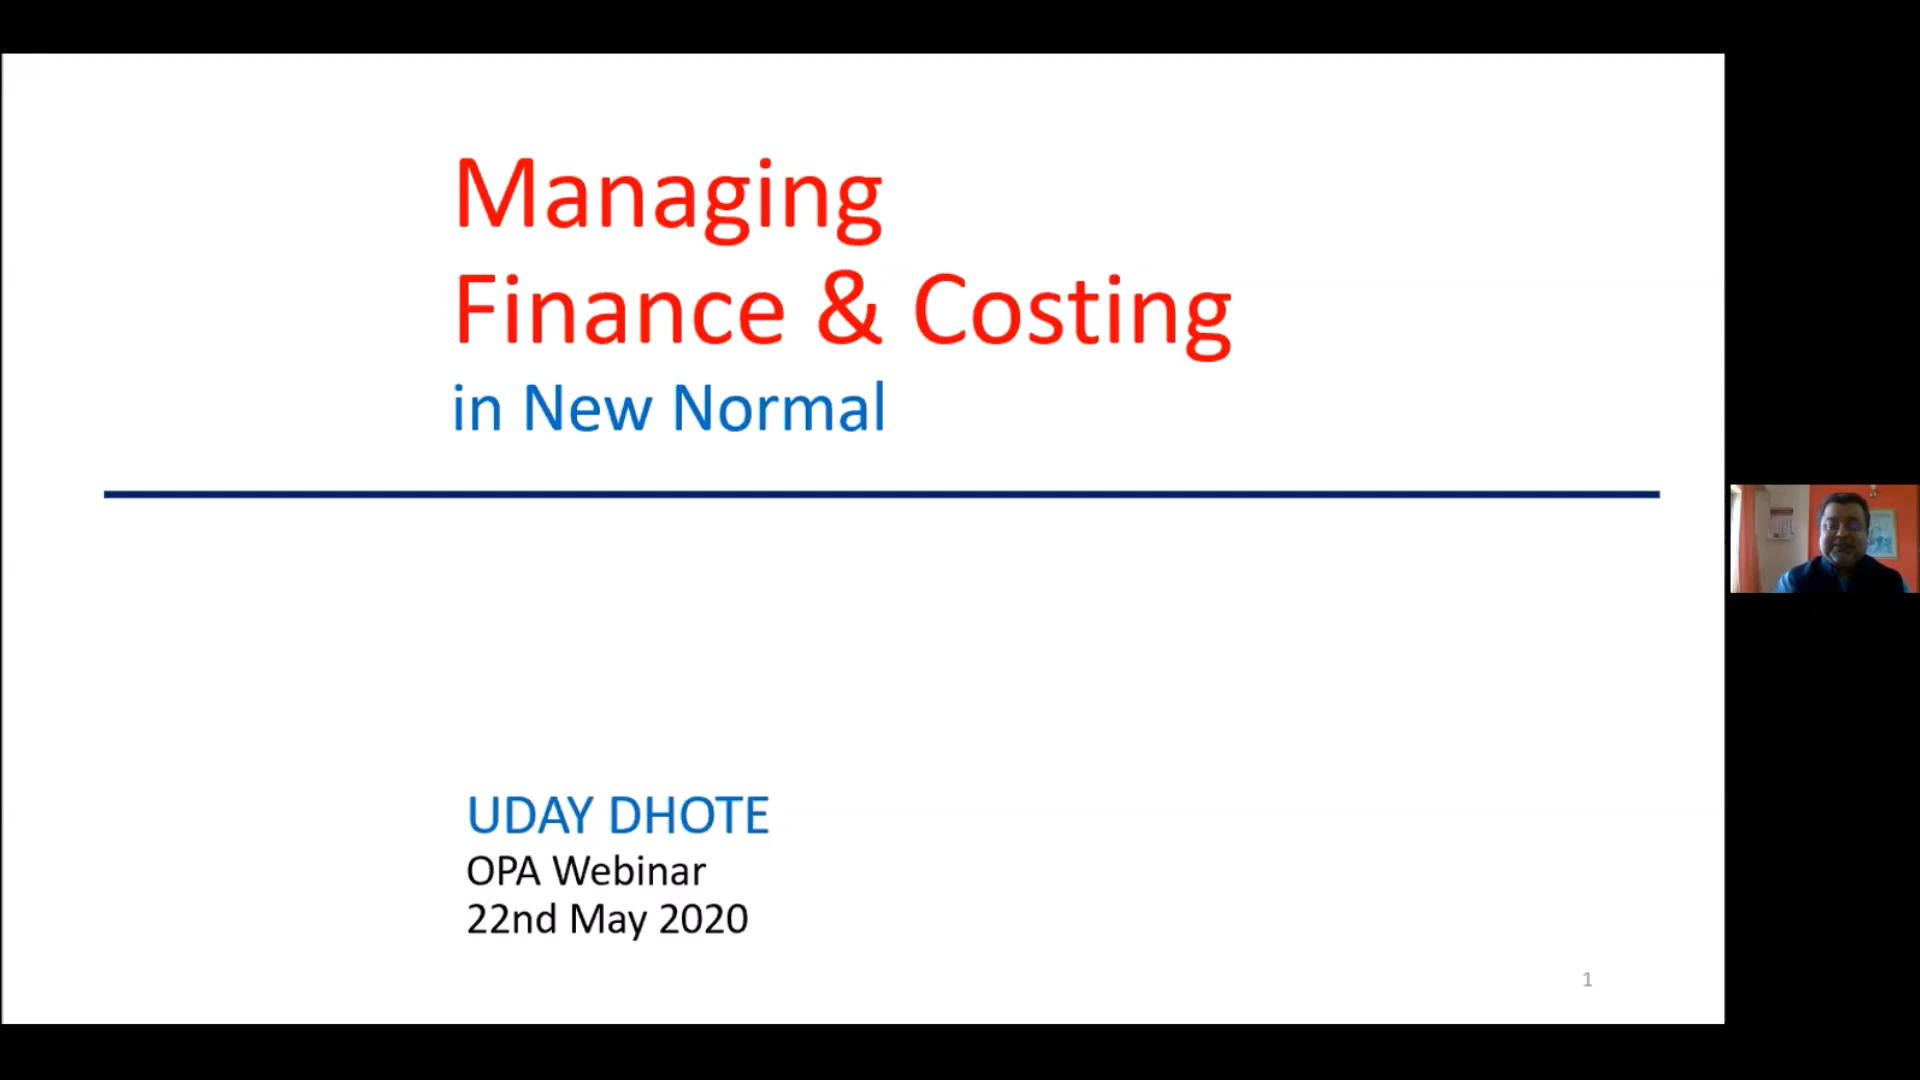 Managing
Finance & Costing
in New Normal
UDAY DHOTE
OPA Webinar
22nd May 2020
1